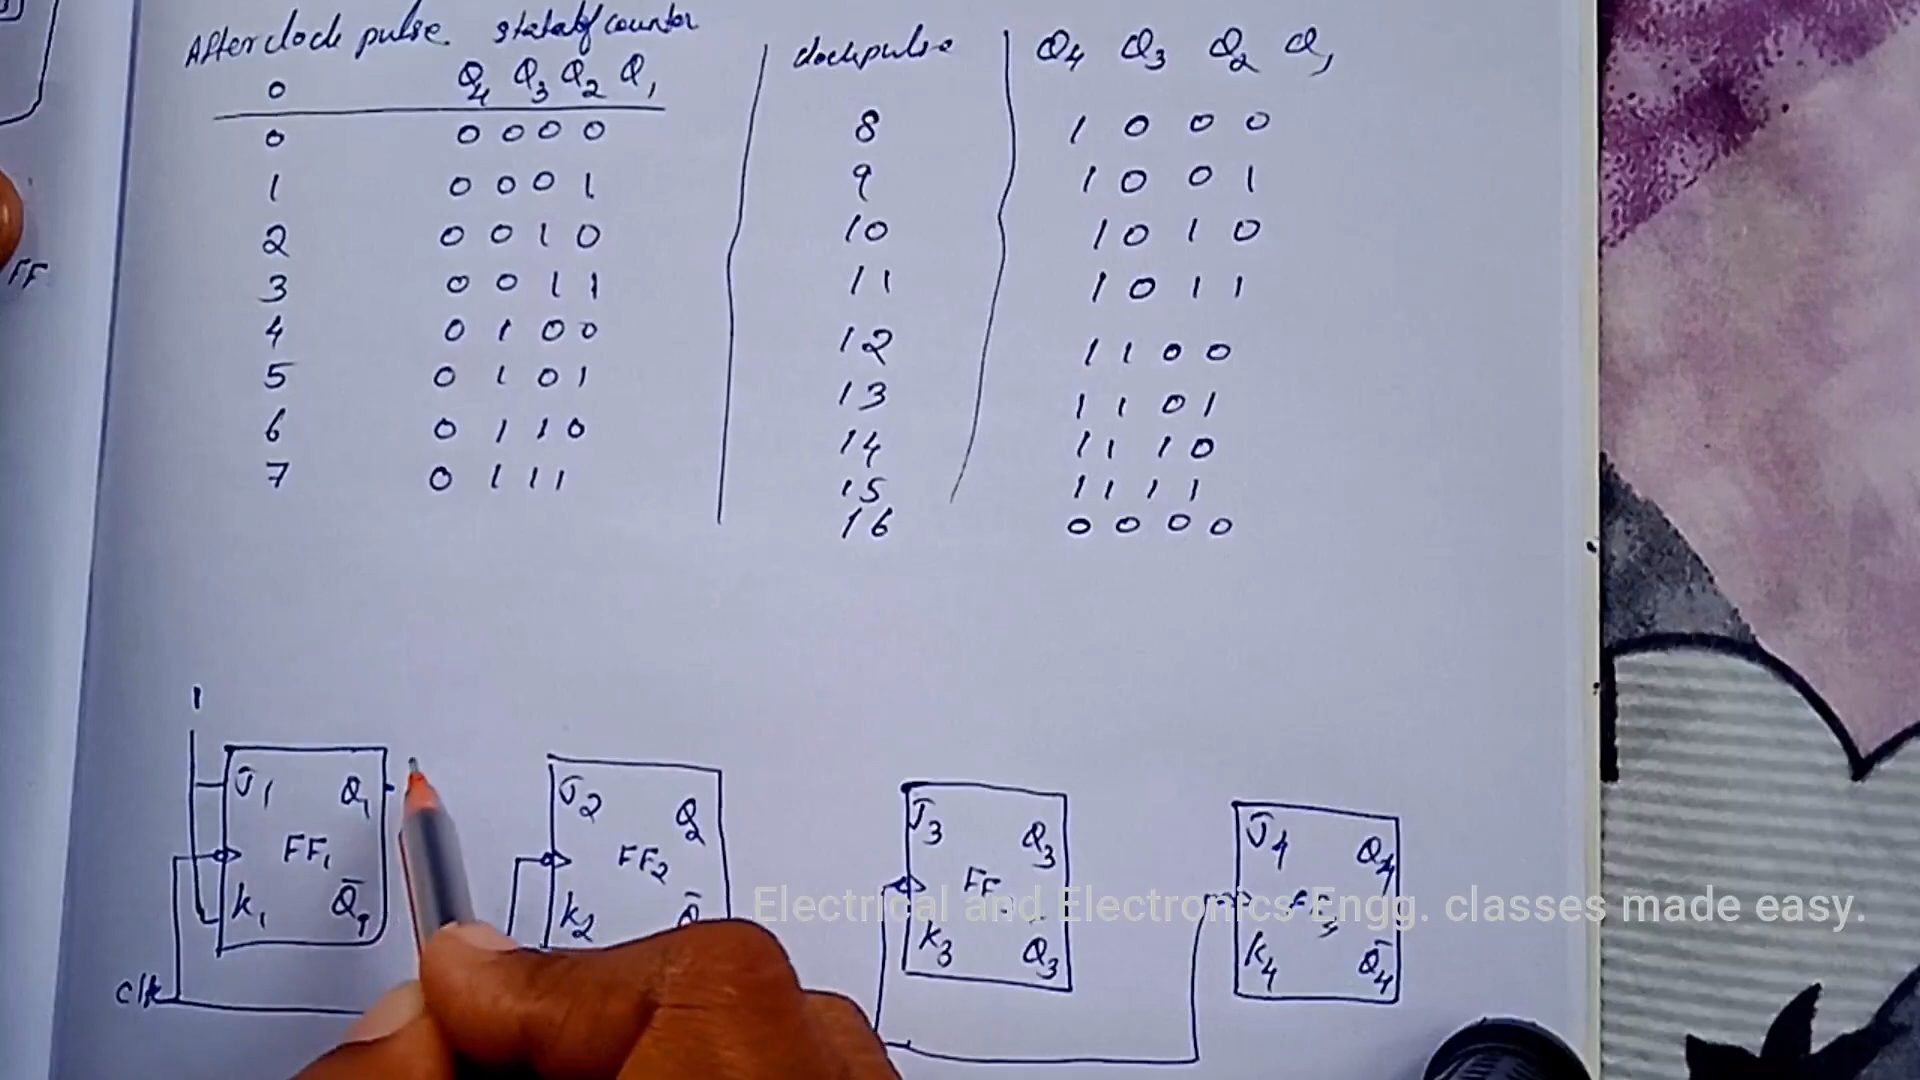 After clock pulse. State of counter
0 Q4 Q3 Q2 Q1
0 0 0 0 0
1 0 0 0 1
2 0 0 1 0
3 0 0 1 1
4 0 1 0 0
5 0 1 0 1
6 0 1 1 0
7 0 1 1 1
clock pulse Q4 Q3 Q2 Q1
8 1 0 0 0
9 1 0 0 1
10 1 0 1 0
11 1 0 1 1
12 1 1 0 0
13 1 1 0 1
14 1 1 1 0
15 1 1 1 1
16 0 0 0 0
FF
1
J1 Q1
FF1
K1 Q̄1
clk
J2 Q2
FF2
K2 Q̄
J3 Q3
FF
K3 Q̄3
J4 Q4
K4 Q̄4
Electrical and Electronics Engg. classes made easy.